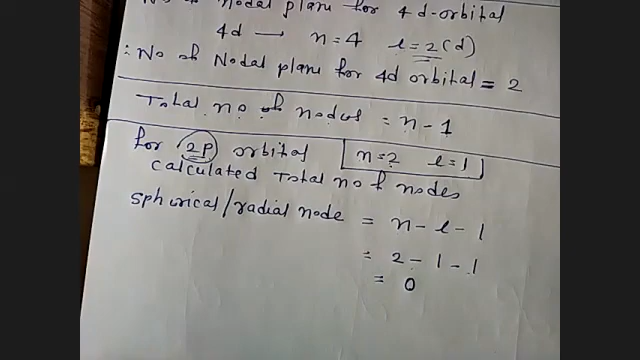 No of nodal plane for 4d-orbital
4d → n=4 l=2(d)
∴ No of Nodal plane for 4d orbital = 2
Total no of nodes = n-1
for 2p orbital n=2 l=1
calculated Total no of nodes
spherical/radial node = n-l-1
= 2-1-1
= 0